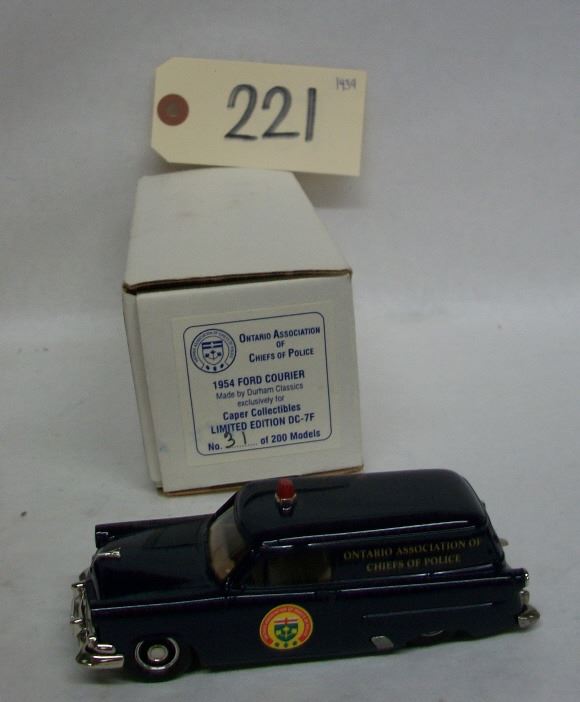 1939
221
ONTARIO ASSOCIATION
OF
CHIEFS OF POLICE
1954 FORD COURIER
Made by Durham Classics
exclusively for
Caper Collectibles
LIMITED EDITION DC-7F
No. 31 of 200 Models
ONTARIO ASSOCIATION OF
CHIEFS OF POLICE